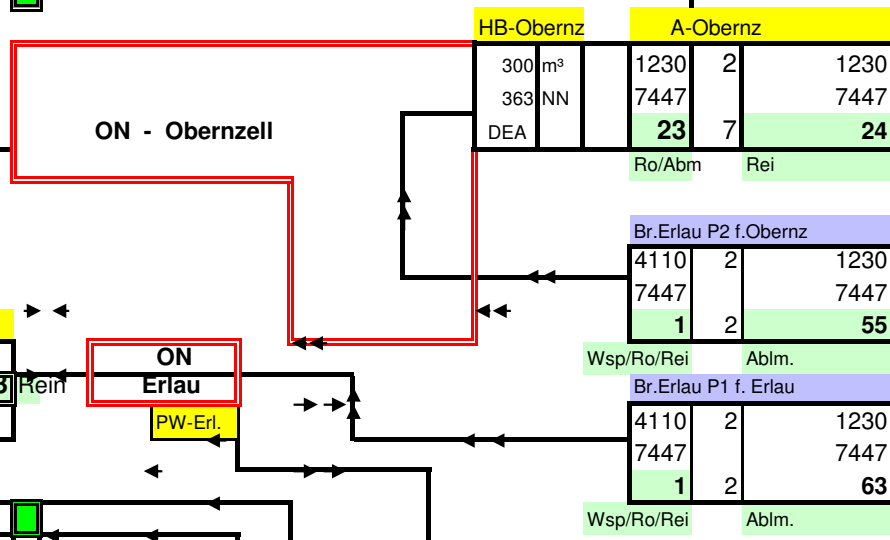 HB-Obernz A-Obernz
300 m³ 1230 2 1230
363 NN 7447 7447
ON - Obernzell DEA 23 7 24
Ro/Abm Rei
Br.Erlau P2 f.Obernz
4110 2 1230
7447 7447
1 2 55
Wsp/Ro/Rei Ablm.
ON
Erlau
3 Rein
Br.Erlau P1 f. Erlau
PW-Erl.
4110 2 1230
7447 7447
1 2 63
Wsp/Ro/Rei Ablm.